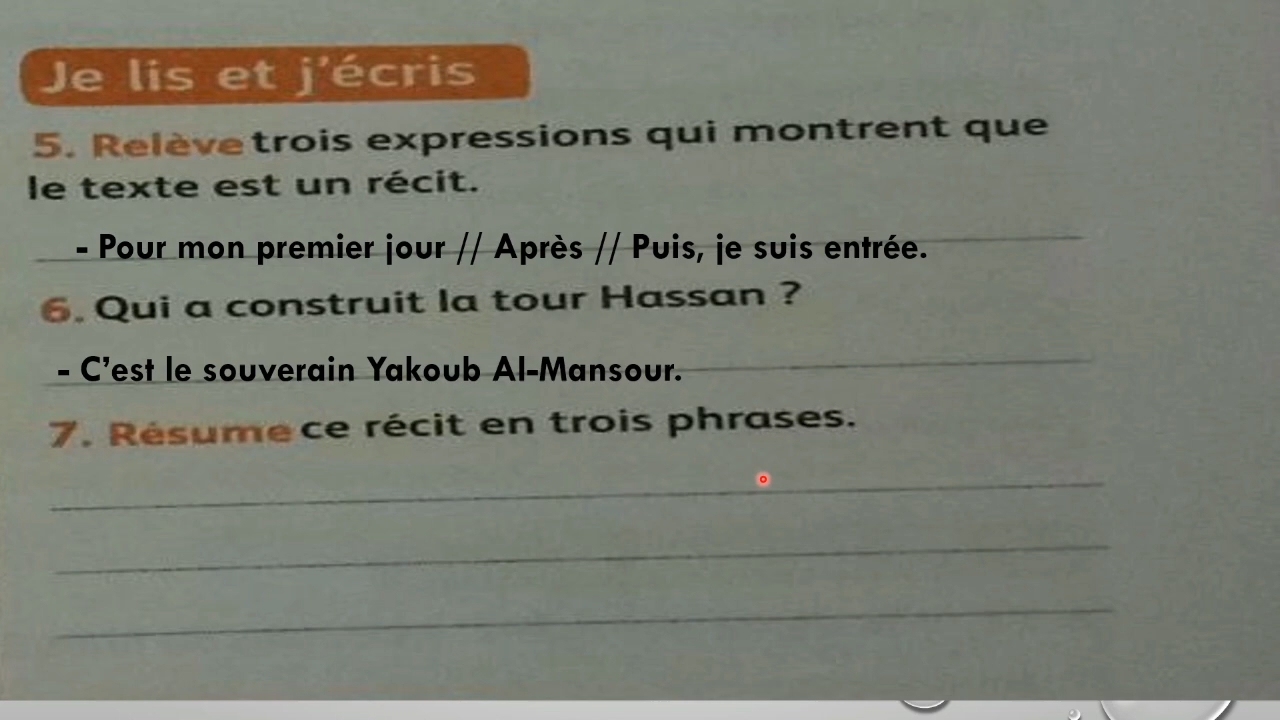 Je lis et j'écris
5. Relève trois expressions qui montrent que
le texte est un récit.
- Pour mon premier jour // Après // Puis, je suis entrée.
6. Qui a construit la tour Hassan ?
- C’est le souverain Yakoub Al-Mansour.
7. Résume ce récit en trois phrases.